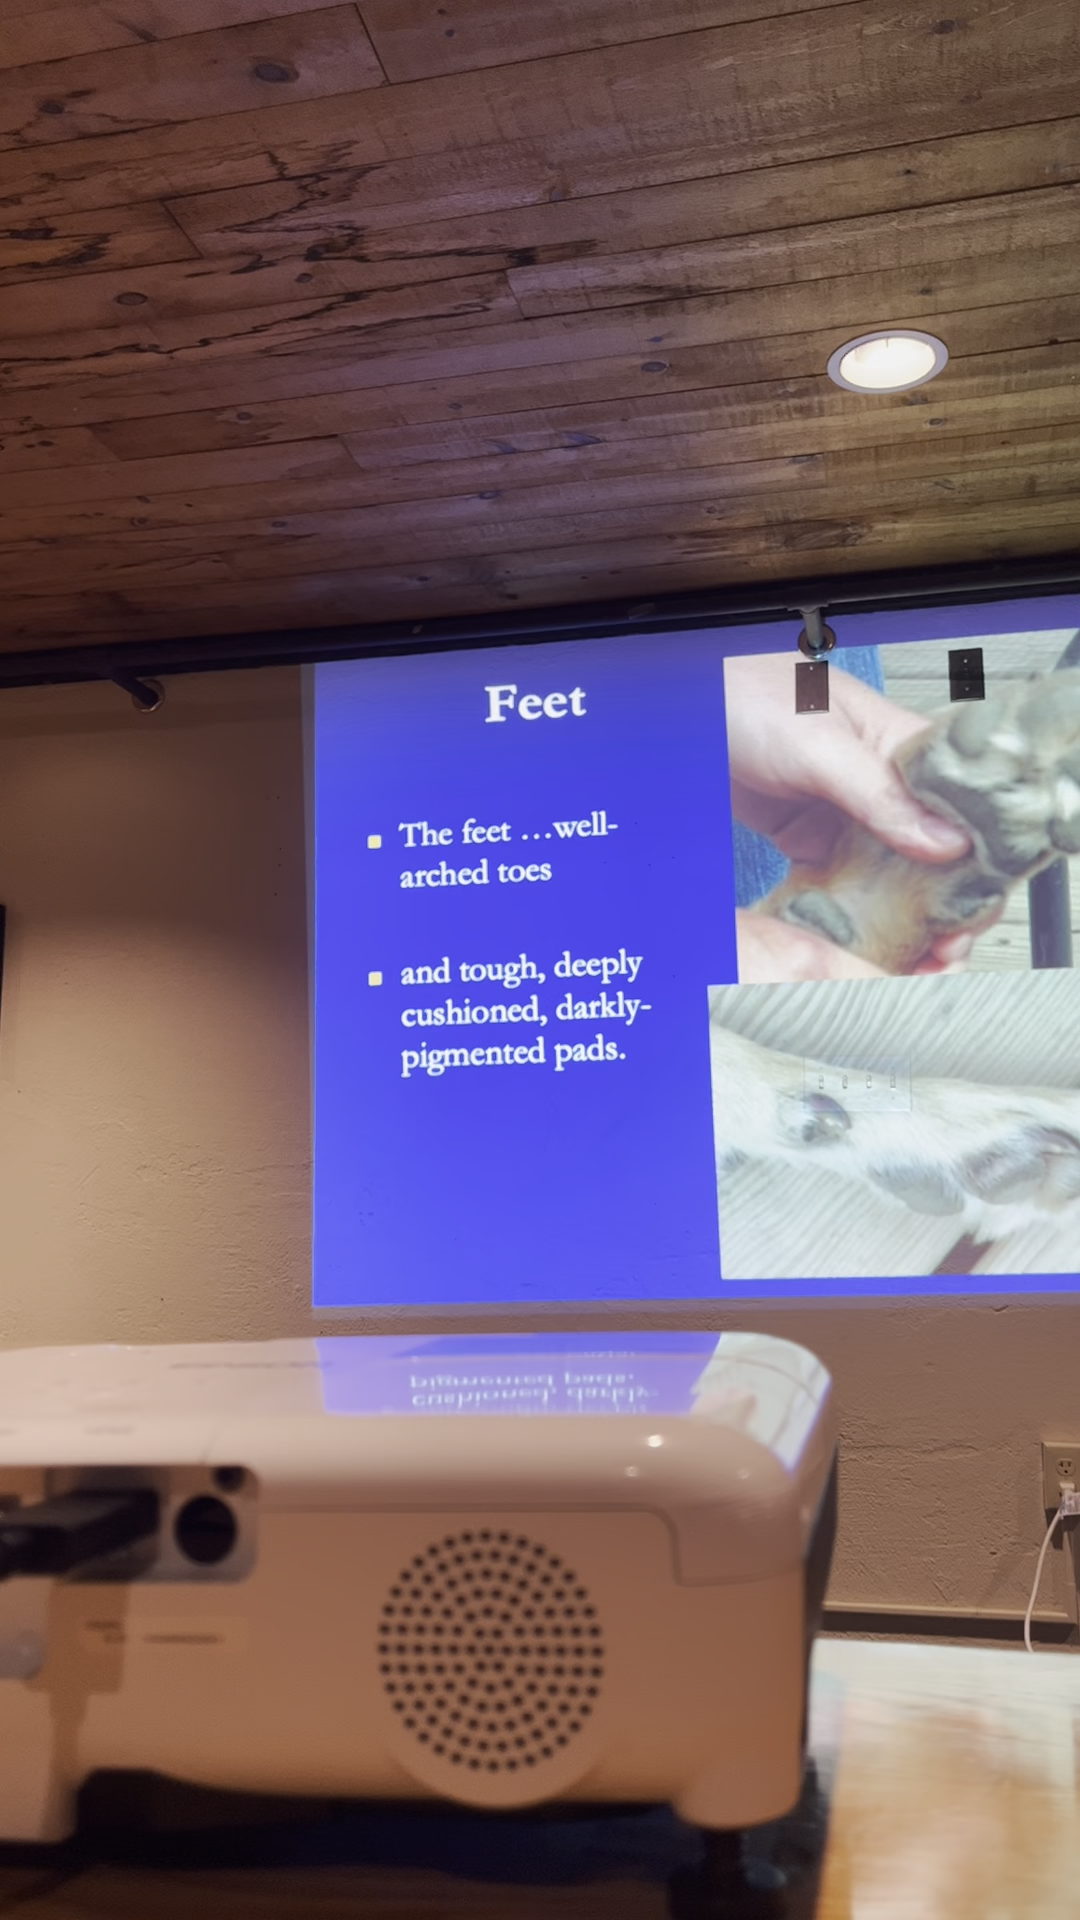 Feet
The feet …well-
arched toes
and tough, deeply
cushioned, darkly-
pigmented pads.